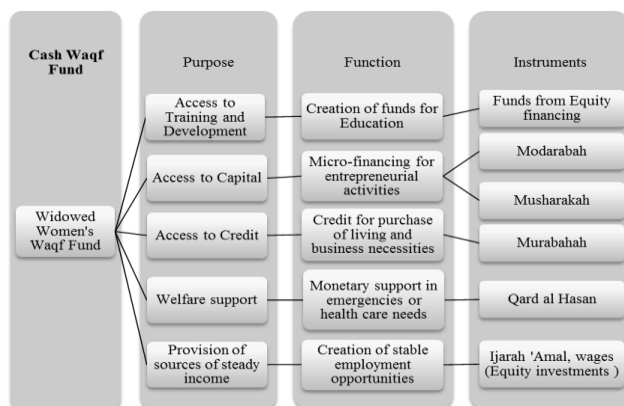 Cash Waqf
Fund
Purpose
Function
Instruments
Access to
Training and
Development
Creation of funds for
Education
Funds from Equity
financing
Access to Capital
Micro-financing for
entrepreneurial
activities
Modarabah
Musharakah
Widowed
Women's
Waqf Fund
Access to Credit
Credit for purchase
of living and
business necessities
Murabahah
Welfare support
Monetary support in
emergencies or
health care needs
Qard al Hasan
Provision of
sources of steady
income
Creation of stable
employment
opportunities
Ijarah 'Amal, wages
(Equity investments )